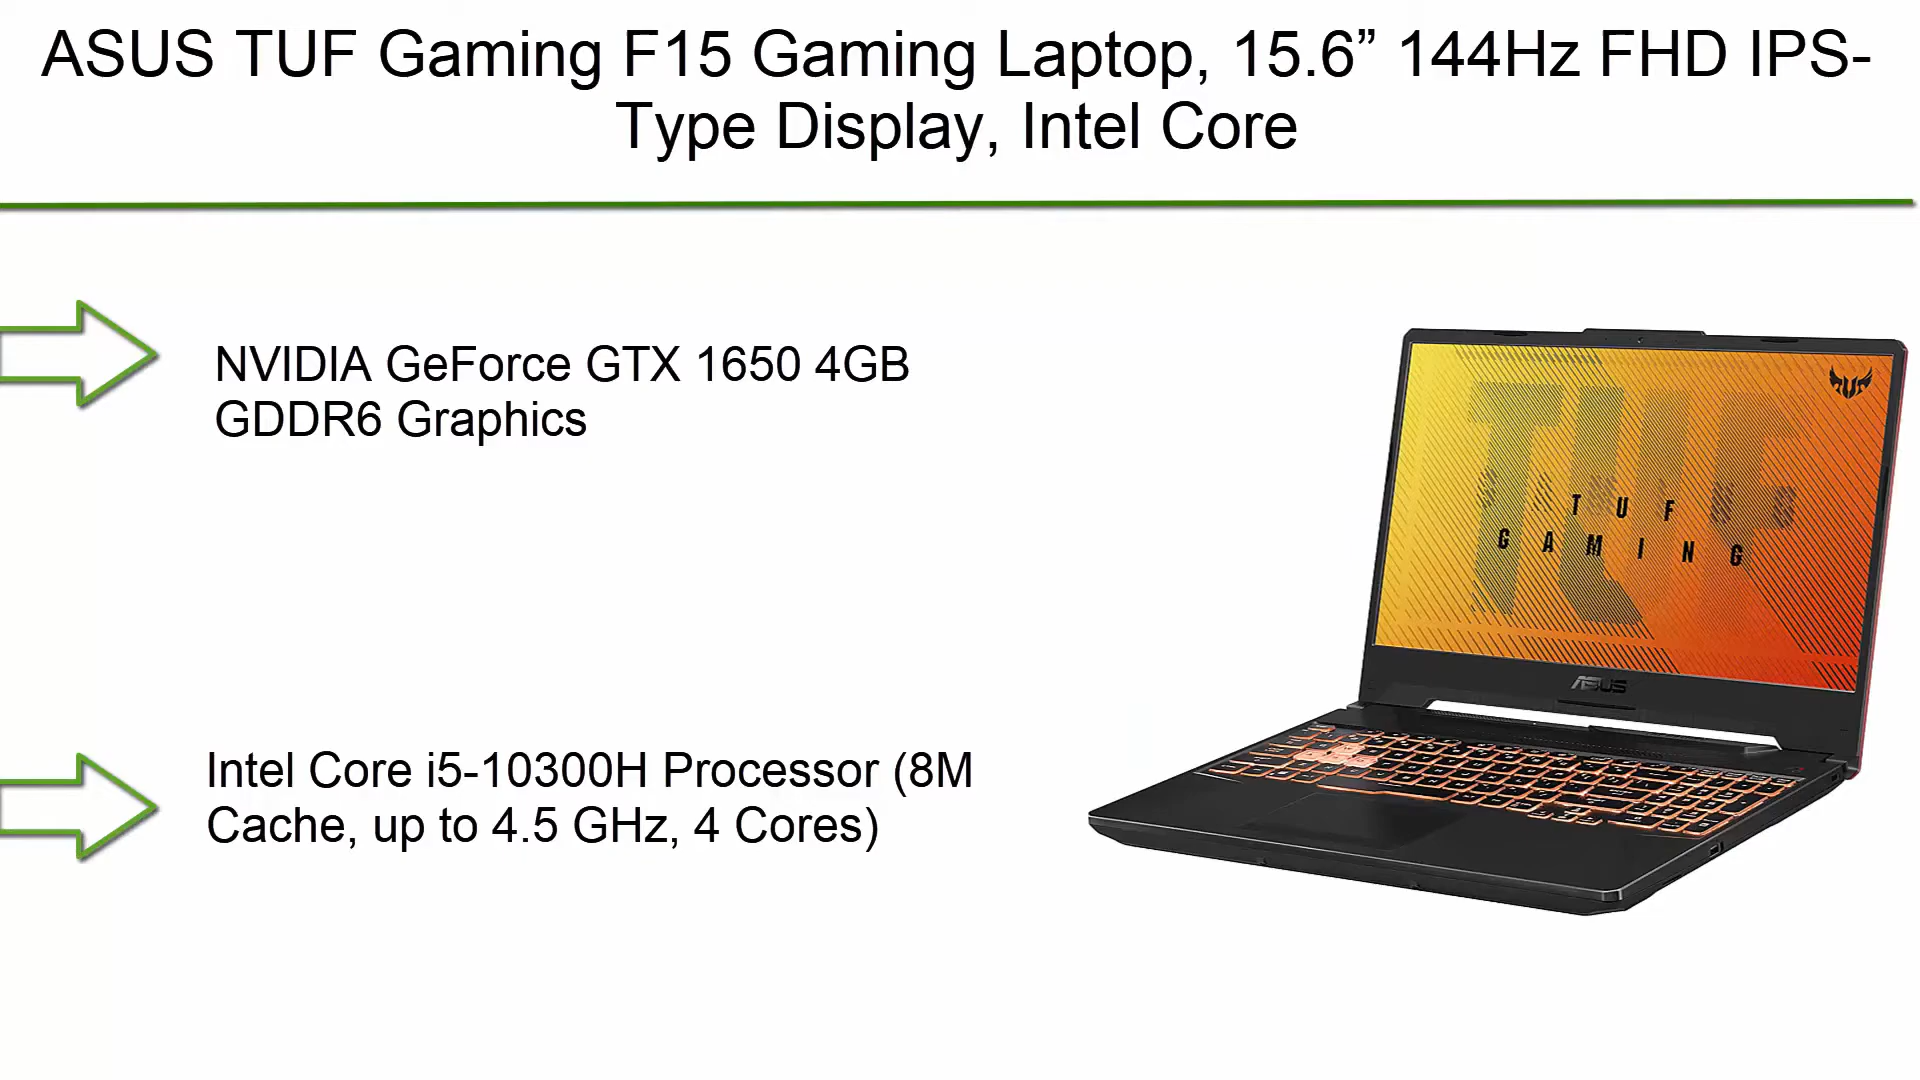 ASUS TUF Gaming F15 Gaming Laptop, 15.6” 144Hz FHD IPS-
Type Display, Intel Core
NVIDIA GeForce GTX 1650 4GB
GDDR6 Graphics
Intel Core i5-10300H Processor (8M
Cache, up to 4.5 GHz, 4 Cores)
TUF
TUF
TUF
GAMING
ASUS